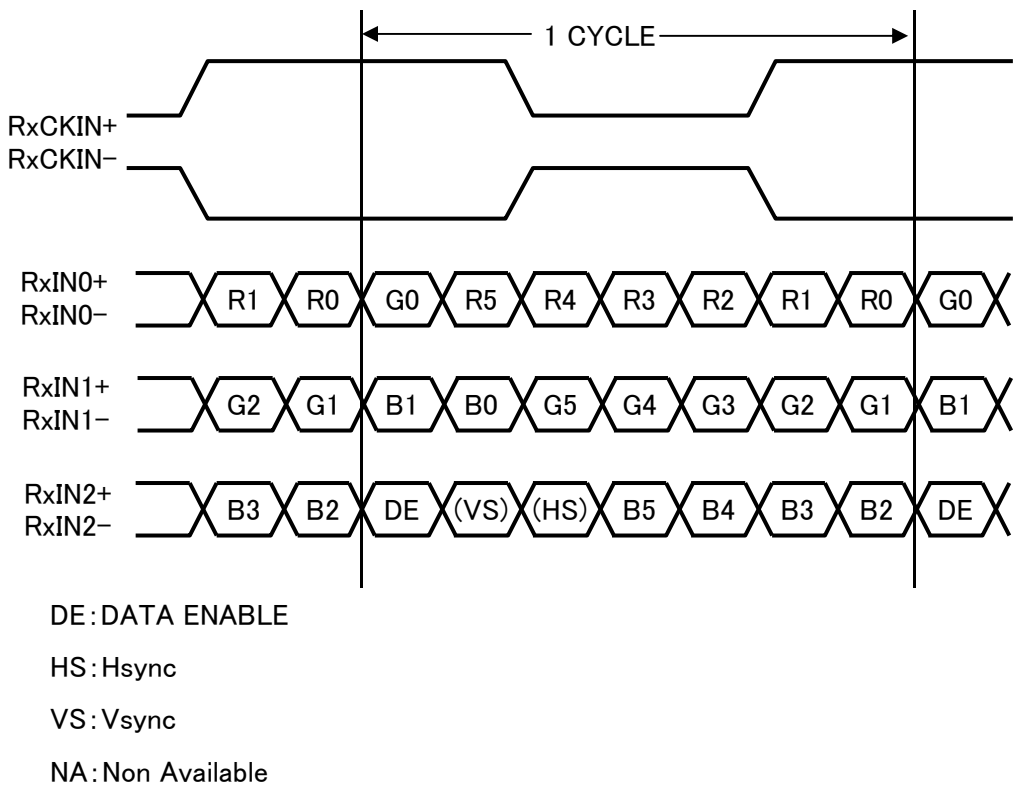 1 CYCLE
RxCKIN+
RxCKIN−
RxIN0+
RxIN0−
R1 R0 G0 R5 R4 R3 R2 R1 R0 G0
RxIN1+
RxIN1−
G2 G1 B1 B0 G5 G4 G3 G2 G1 B1
RxIN2+
RxIN2−
B3 B2 DE (VS) (HS) B5 B4 B3 B2 DE
DE:DATA ENABLE
HS:Hsync
VS:Vsync
NA:Non Available